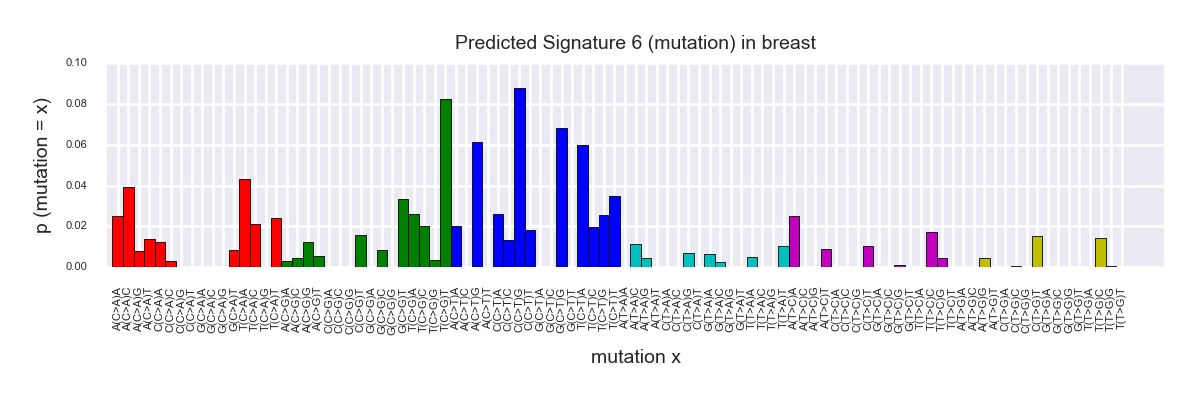 Predicted Signature 6 (mutation) in breast
p (mutation = x)
0.10
0.08
0.06
0.04
0.02
0.00
A(C>A)A
A(C>A)C
A(C>A)G
A(C>A)T
C(C>A)A
C(C>A)C
C(C>A)G
C(C>A)T
G(C>A)A
G(C>A)C
G(C>A)G
G(C>A)T
T(C>A)A
T(C>A)C
T(C>A)G
T(C>A)T
A(C>G)A
A(C>G)C
A(C>G)G
A(C>G)T
C(C>G)A
C(C>G)C
C(C>G)G
C(C>G)T
G(C>G)A
G(C>G)C
G(C>G)G
G(C>G)T
T(C>G)A
T(C>G)C
T(C>G)G
T(C>G)T
A(C>T)A
A(C>T)C
A(C>T)G
A(C>T)T
C(C>T)A
C(C>T)C
C(C>T)G
C(C>T)T
G(C>T)A
G(C>T)C
G(C>T)G
G(C>T)T
T(C>T)A
T(C>T)C
T(C>T)G
T(C>T)T
A(T>A)A
A(T>A)C
A(T>A)G
A(T>A)T
C(T>A)A
C(T>A)C
C(T>A)G
C(T>A)T
G(T>A)A
G(T>A)C
G(T>A)G
G(T>A)T
T(T>A)A
T(T>A)C
T(T>A)G
T(T>A)T
A(T>C)A
A(T>C)C
A(T>C)G
A(T>C)T
C(T>C)A
C(T>C)C
C(T>C)G
C(T>C)T
G(T>C)A
G(T>C)C
G(T>C)G
G(T>C)T
T(T>C)A
T(T>C)C
T(T>C)G
T(T>C)T
A(T>G)A
A(T>G)C
A(T>G)G
A(T>G)T
C(T>G)A
C(T>G)C
C(T>G)G
C(T>G)T
G(T>G)A
G(T>G)C
G(T>G)G
G(T>G)T
T(T>G)A
T(T>G)C
T(T>G)G
T(T>G)T
mutation x